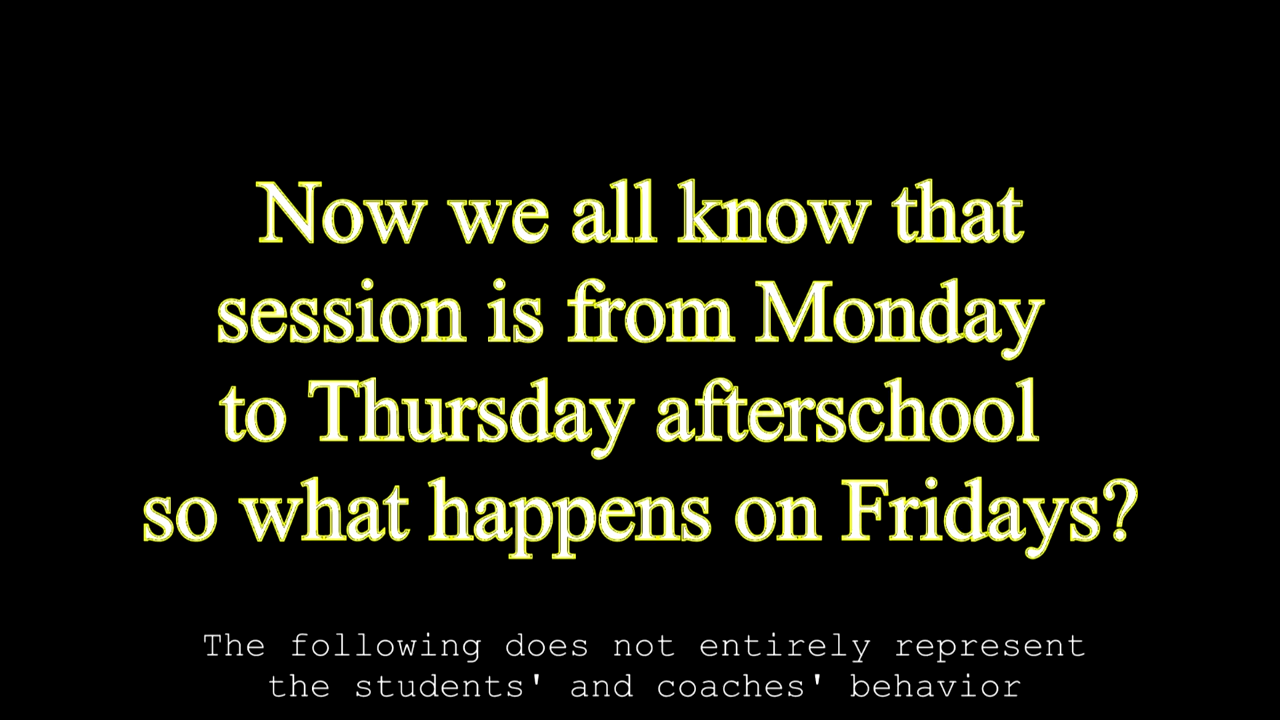 Now we all know that
session is from Monday
to Thursday afterschool
so what happens on Fridays?
The following does not entirely represent
the students' and coaches' behavior